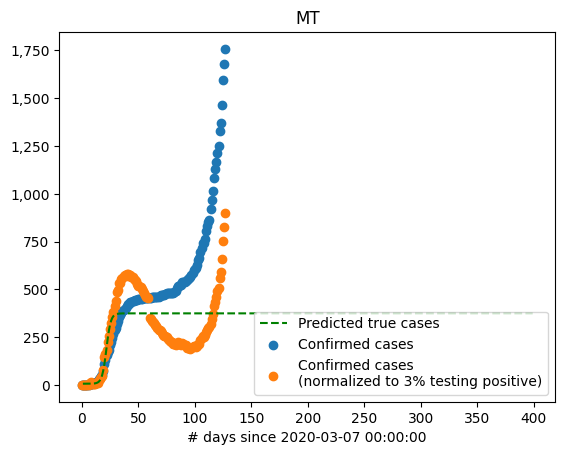 MT
1,750
1,500
1,250
1,000
750
500
250
0
Predicted true cases
Confirmed cases
Confirmed cases
(normalized to 3% testing positive)
0 50 100 150 200 250 300 350 400
# days since 2020-03-07 00:00:00